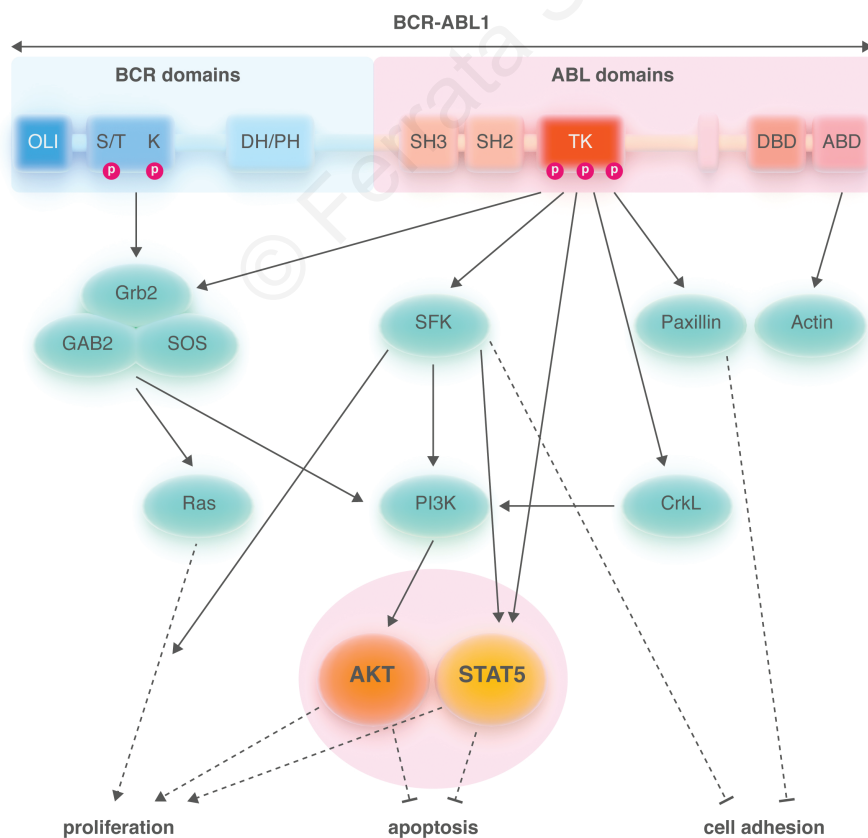 BCR-ABL1
BCR domains
ABL domains
OLI
S/T K
DH/PH
SH3
SH2
TK
DBD
ABD
p
p
p
p
p
Grb2
GAB2
SOS
SFK
Paxillin
Actin
Ras
PI3K
CrkL
AKT
STAT5
proliferation
apoptosis
cell adhesion
© Ferrata